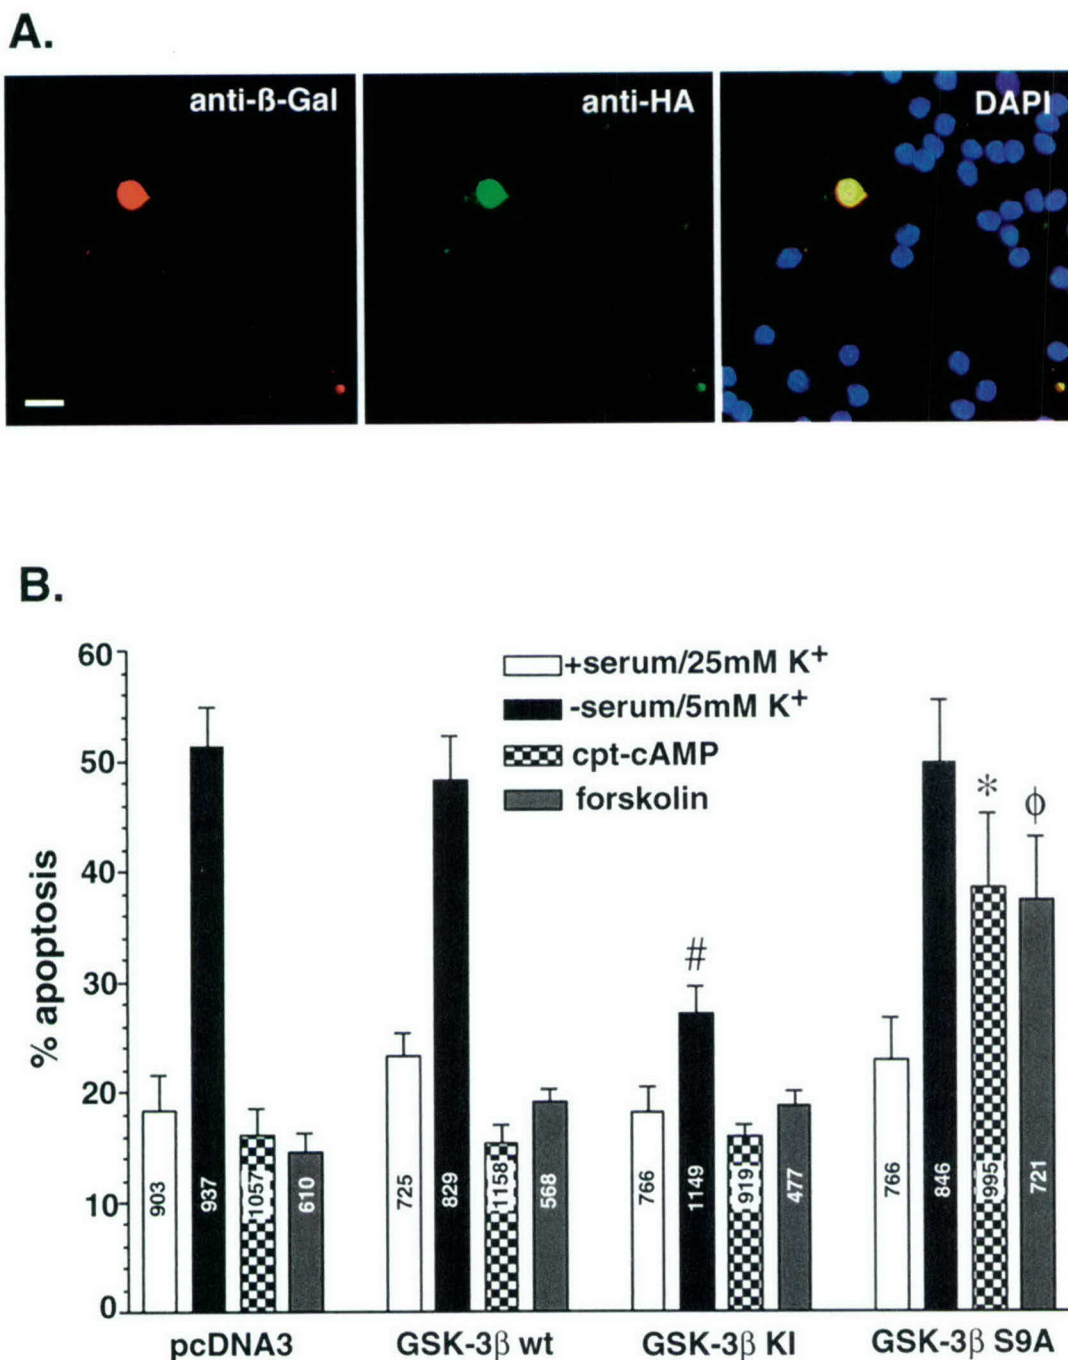 A.
anti-ß-Gal
anti-HA
DAPI
B.
% apoptosis
60
50
40
30
20
10
0
+serum/25mM K+
-serum/5mM K+
cpt-cAMP
forskolin
#
*
ϕ
903
937
1057
610
725
829
1158
568
766
1149
919
477
766
846
995
721
pcDNA3
GSK-3β wt
GSK-3β KI
GSK-3β S9A